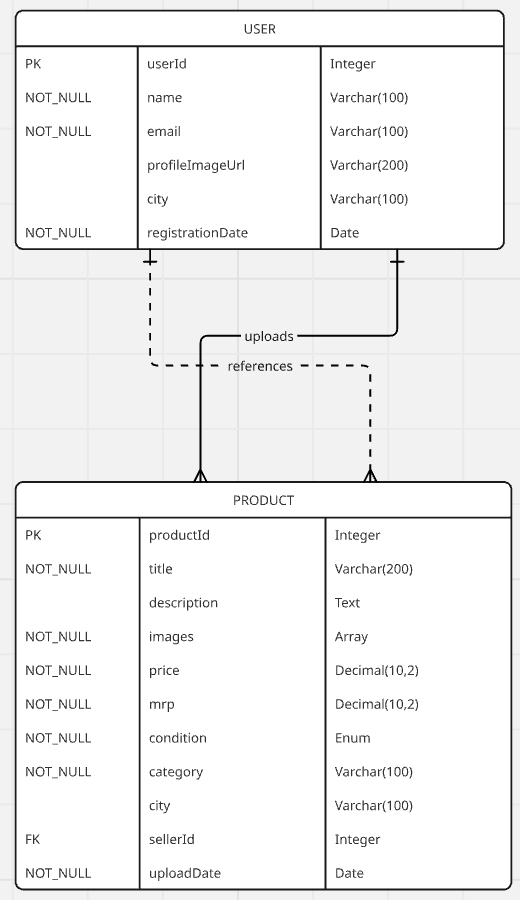 USER
PK userId Integer
NOT_NULL name Varchar(100)
NOT_NULL email Varchar(100)
profileImageUrl Varchar(200)
city Varchar(100)
NOT_NULL registrationDate Date
uploads
references
PRODUCT
PK productId Integer
NOT_NULL title Varchar(200)
description Text
NOT_NULL images Array
NOT_NULL price Decimal(10,2)
NOT_NULL mrp Decimal(10,2)
NOT_NULL condition Enum
NOT_NULL category Varchar(100)
city Varchar(100)
FK sellerId Integer
NOT_NULL uploadDate Date